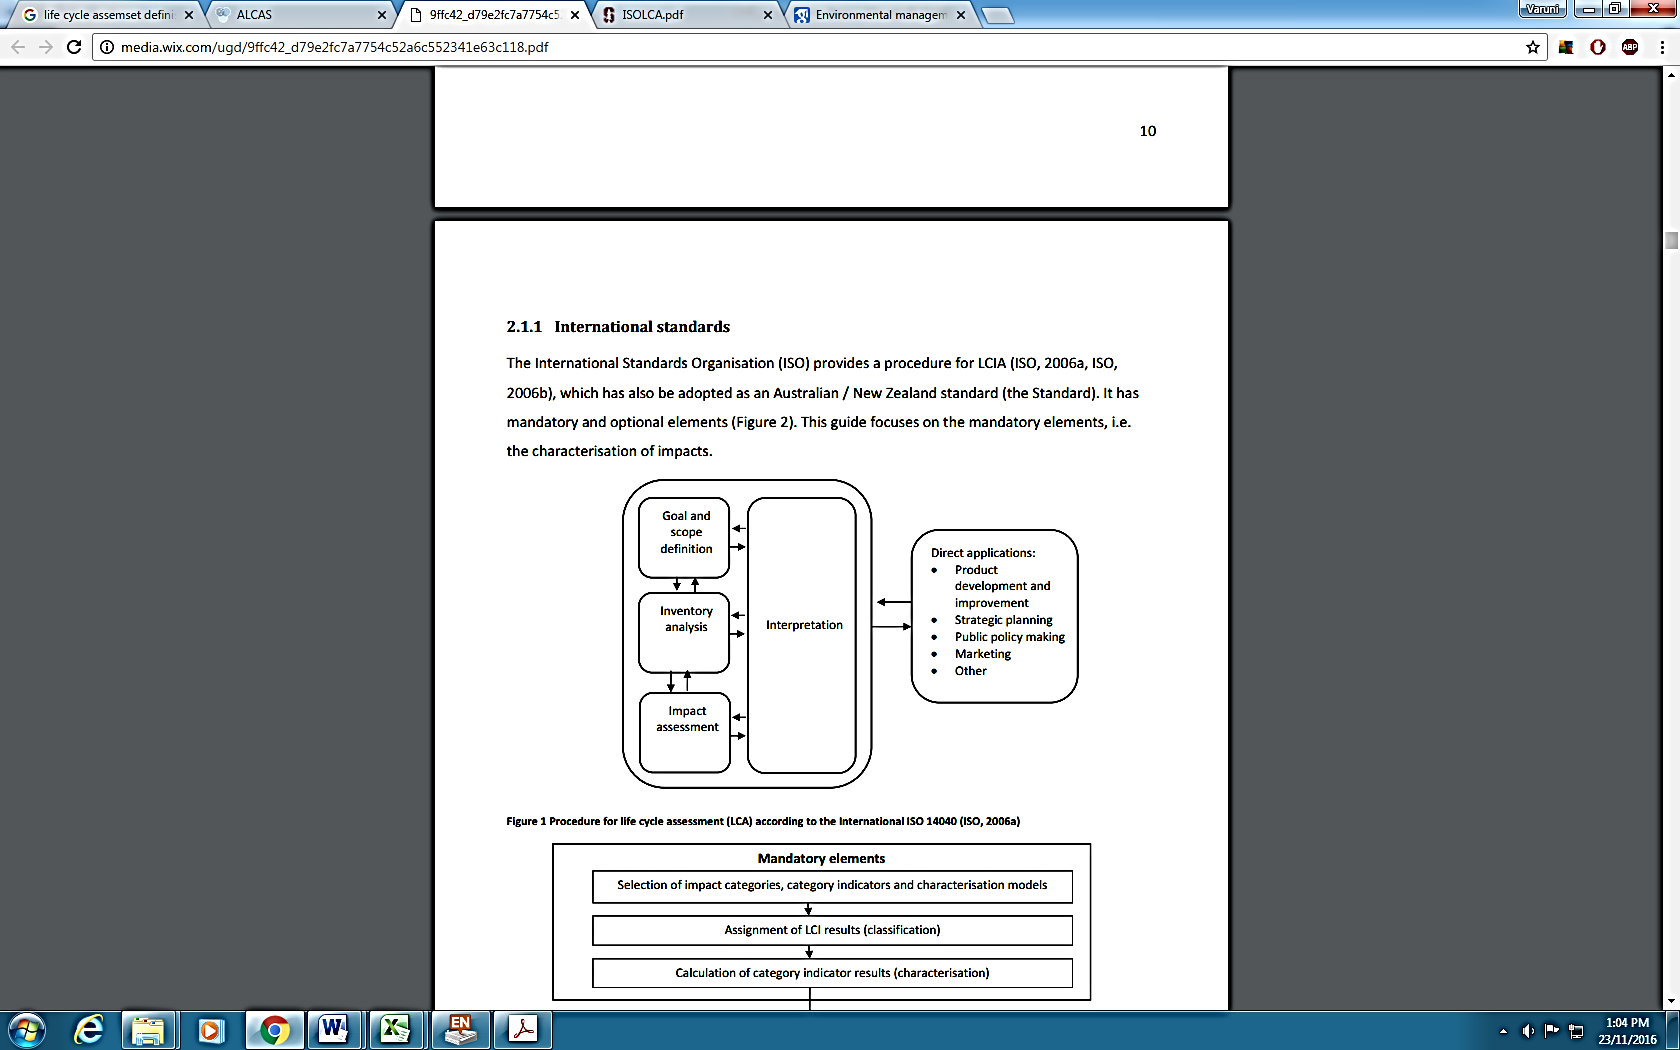 life cycle assemset defini
ALCAS
9ffc42_d79e2fc7a7754c5
ISOLCA.pdf
Environmental managem
Varuni
media.wix.com/ugd/9ffc42_d79e2fc7a7754c52a6c552341e63c118.pdf
ABP
10
2.1.1 International standards
The International Standards Organisation (ISO) provides a procedure for LCIA (ISO, 2006a, ISO,
2006b), which has also be adopted as an Australian / New Zealand standard (the Standard). It has
mandatory and optional elements (Figure 2). This guide focuses on the mandatory elements, i.e.
the characterisation of impacts.
Goal and
scope
definition
Inventory
analysis
Impact
assessment
Interpretation
Direct applications:
• Product
development and
improvement
• Strategic planning
• Public policy making
• Marketing
• Other
Figure 1 Procedure for life cycle assessment (LCA) according to the International ISO 14040 (ISO, 2006a)
Mandatory elements
Selection of impact categories, category indicators and characterisation models
Assignment of LCI results (classification)
Calculation of category indicator results (characterisation)
EN
1:04 PM
23/11/2016